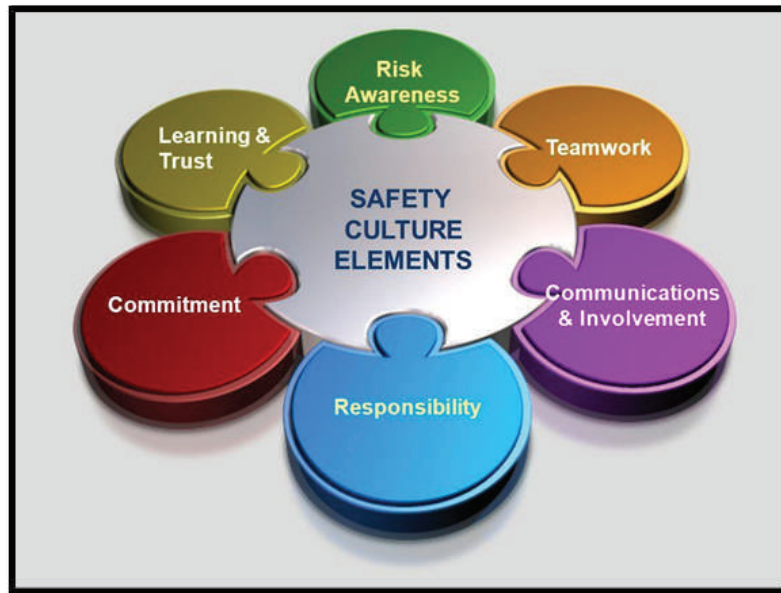 Risk
Awareness
Learning &
Trust
Teamwork
SAFETY
CULTURE
ELEMENTS
Commitment
Communications
& Involvement
Responsibility